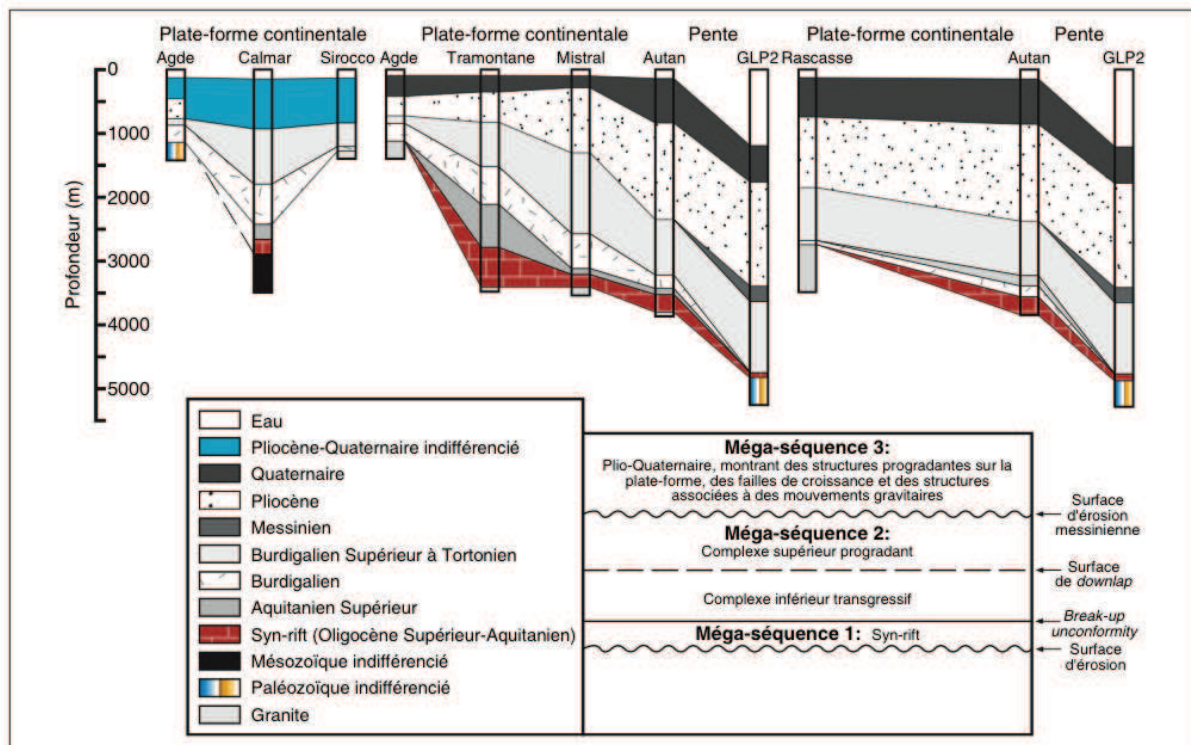 Plate-forme continentale
Agde Calmar Sirocco
Plate-forme continentale Pente
Agde Tramontane Mistral Autan GLP2
Plate-forme continentale Pente
Rascasse Autan GLP2
Profondeur (m)
0
1000
2000
3000
4000
5000
Eau
Pliocène-Quaternaire indifférencié
Quaternaire
Pliocène
Messinien
Burdigalien Supérieur à Tortonien
Burdigalien
Aquitanien Supérieur
Syn-rift (Oligocène Supérieur-Aquitanien)
Mésozoïque indifférencié
Paléozoïque indifférencié
Granite
Méga-séquence 3:
Plio-Quaternaire, montrant des structures progradantes sur la
plate-forme, des failles de croissance et des structures
associées à des mouvements gravitaires
Surface
d'érosion
messinienne
Méga-séquence 2:
Complexe supérieur progradant
Surface
de downlap
Complexe inférieur transgressif
Break-up
unconformity
Méga-séquence 1: Syn-rift
Surface
d'érosion